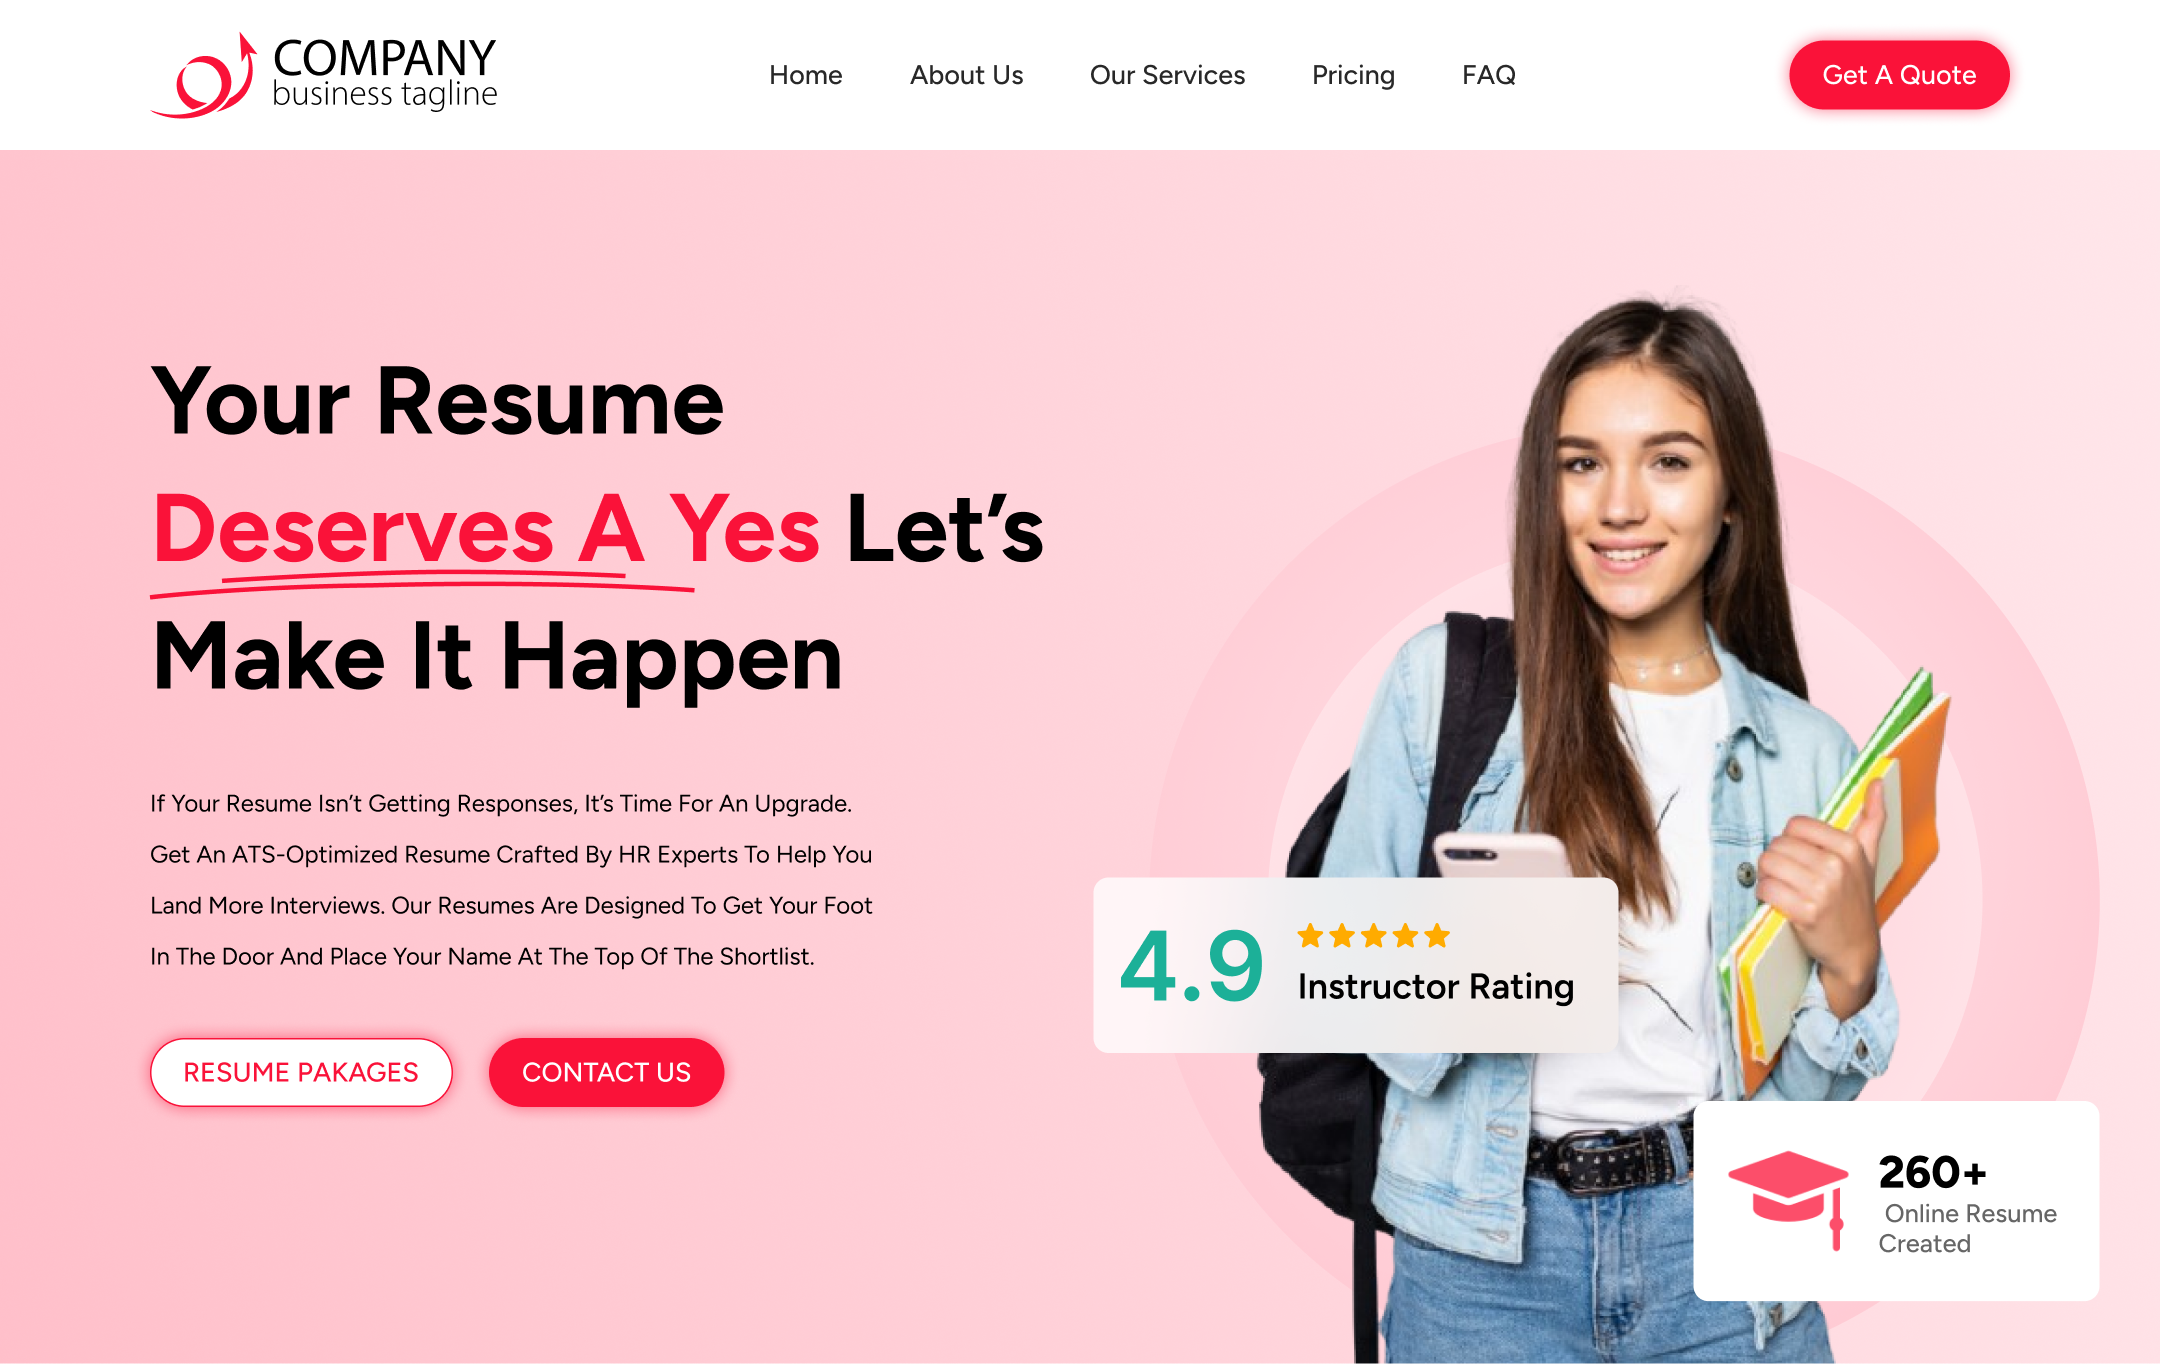 COMPANY
business tagline
Home
About Us
Our Services
Pricing
FAQ
Get A Quote
Your Resume
Deserves A Yes Let’s
Make It Happen
If Your Resume Isn’t Getting Responses, It’s Time For An Upgrade.
Get An ATS-Optimized Resume Crafted By HR Experts To Help You
Land More Interviews. Our Resumes Are Designed To Get Your Foot
In The Door And Place Your Name At The Top Of The Shortlist.
RESUME PAKAGES
CONTACT US
4.9
Instructor Rating
260+
Online Resume
Created